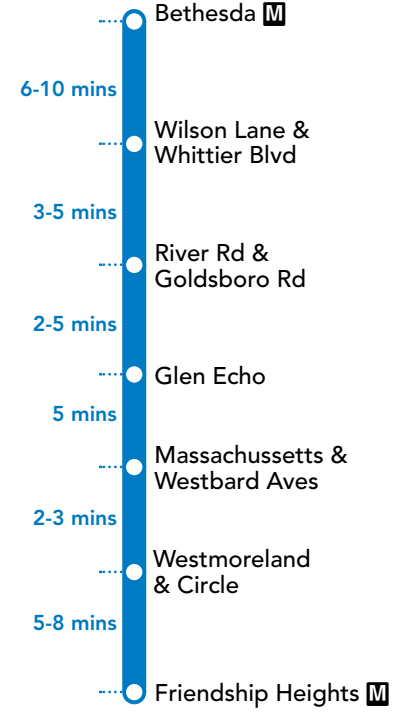 Bethesda M
6-10 mins
Wilson Lane &
Whittier Blvd
3-5 mins
River Rd &
Goldsboro Rd
2-5 mins
Glen Echo
5 mins
Massachussetts &
Westbard Aves
2-3 mins
Westmoreland
& Circle
5-8 mins
Friendship Heights M